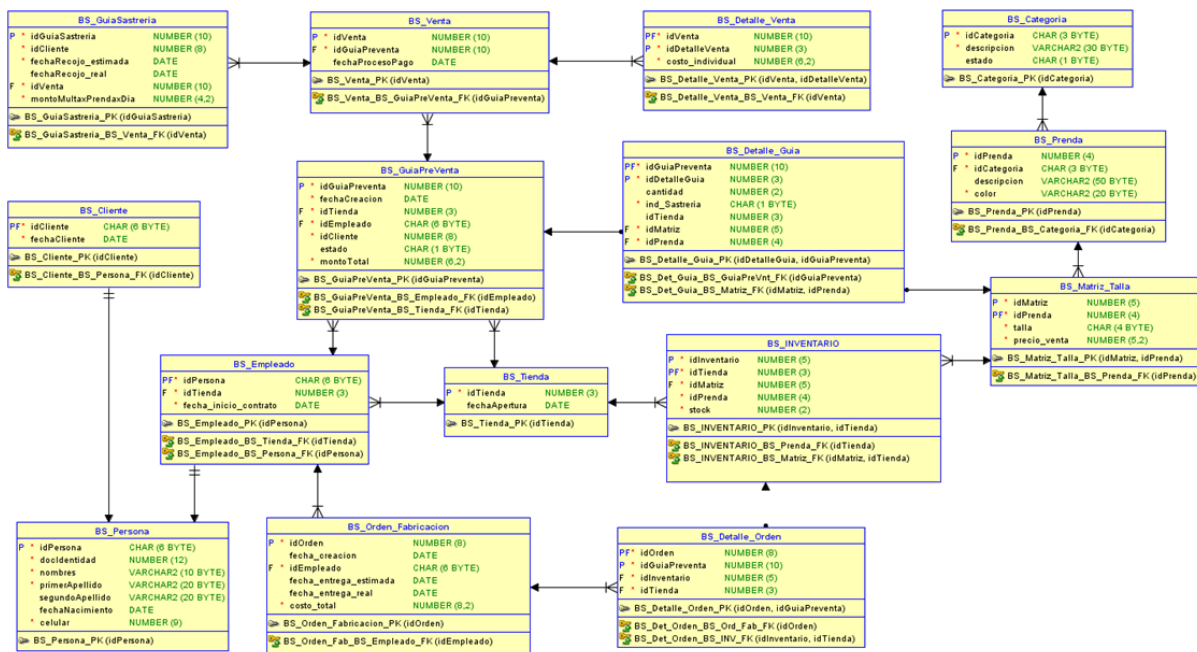 BS_GuiaSastreria
P * idGuiaSastreria NUMBER (10)
* idCliente NUMBER (8)
* fechaRecojo_estimada DATE
fechaRecojo_real DATE
F * idVenta NUMBER (10)
* montoMultaxPrendaxDia NUMBER (4,2)
BS_GuiaSastreria_PK (idGuiaSastreria)
BS_GuiaSastreria_BS_Venta_FK (idVenta)
BS_Venta
P * idVenta NUMBER (10)
F * idGuiaPreventa NUMBER (10)
fechaProcesoPago DATE
BS_Venta_PK (idVenta)
BS_Venta_BS_GuiaPreVenta_FK (idGuiaPreventa)
BS_Detalle_Venta
PF* idVenta NUMBER (10)
P * idDetalleVenta NUMBER (3)
* costo_individual NUMBER (6,2)
BS_Detalle_Venta_PK (idVenta, idDetalleVenta)
BS_Detalle_Venta_BS_Venta_FK (idVenta)
BS_Categoria
P * idCategoria CHAR (3 BYTE)
* descripcion VARCHAR2 (30 BYTE)
estado CHAR (1 BYTE)
BS_Categoria_PK (idCategoria)
BS_GuiaPreVenta
P * idGuiaPreventa NUMBER (10)
* fechaCreacion DATE
F * idTienda NUMBER (3)
F * idEmpleado CHAR (6 BYTE)
* idCliente NUMBER (8)
estado CHAR (1 BYTE)
* montoTotal NUMBER (6,2)
BS_GuiaPreVenta_PK (idGuiaPreventa)
BS_GuiaPreVenta_BS_Empleado_FK (idEmpleado)
BS_GuiaPreVenta_BS_Tienda_FK (idTienda)
BS_Detalle_Guia
PF* idGuiaPreventa NUMBER (10)
P * idDetalleGuia NUMBER (3)
cantidad NUMBER (2)
* ind_Sastreria CHAR (1 BYTE)
idTienda NUMBER (3)
F * idMatriz NUMBER (5)
F * idPrenda NUMBER (4)
BS_Detalle_Guia_PK (idDetalleGuia, idGuiaPreventa)
BS_Det_Guia_BS_GuiaPreVnt_FK (idGuiaPreventa)
BS_Det_Guia_BS_Matriz_FK (idMatriz, idPrenda)
BS_Prenda
P * idPrenda NUMBER (4)
F * idCategoria CHAR (3 BYTE)
descripcion VARCHAR2 (50 BYTE)
* color VARCHAR2 (20 BYTE)
BS_Prenda_PK (idPrenda)
BS_Prenda_BS_Categoria_FK (idCategoria)
BS_Cliente
PF* idCliente CHAR (6 BYTE)
* fechaCliente DATE
BS_Cliente_PK (idCliente)
BS_Cliente_BS_Persona_FK (idCliente)
BS_Matriz_Talla
P * idMatriz NUMBER (5)
PF* idPrenda NUMBER (4)
* talla CHAR (4 BYTE)
* precio_venta NUMBER (5,2)
BS_Matriz_Talla_PK (idMatriz, idPrenda)
BS_Matriz_Talla_BS_Prenda_FK (idPrenda)
BS_Empleado
PF* idPersona CHAR (6 BYTE)
F * idTienda NUMBER (3)
* fecha_inicio_contrato DATE
BS_Empleado_PK (idPersona)
BS_Empleado_BS_Tienda_FK (idTienda)
BS_Empleado_BS_Persona_FK (idPersona)
BS_Tienda
P * idTienda NUMBER (3)
fechaApertura DATE
BS_Tienda_PK (idTienda)
BS_INVENTARIO
P * idInventario NUMBER (5)
PF* idTienda NUMBER (3)
F * idMatriz NUMBER (5)
* idPrenda NUMBER (4)
* stock NUMBER (2)
BS_INVENTARIO_PK (idInventario, idTienda)
BS_INVENTARIO_BS_Prenda_FK (idTienda)
BS_INVENTARIO_BS_Matriz_FK (idMatriz, idTienda)
BS_Persona
P * idPersona CHAR (6 BYTE)
* docIdentidad NUMBER (12)
* nombres VARCHAR2 (10 BYTE)
* primerApellido VARCHAR2 (20 BYTE)
segundoApellido VARCHAR2 (20 BYTE)
fechaNacimiento DATE
* celular NUMBER (9)
BS_Persona_PK (idPersona)
BS_Orden_Fabricacion
P * idOrden NUMBER (8)
fecha_creacion DATE
F * idEmpleado CHAR (6 BYTE)
fecha_entrega_estimada DATE
fecha_entrega_real DATE
* costo_total NUMBER (8,2)
BS_Orden_Fabricacion_PK (idOrden)
BS_Orden_Fab_BS_Empleado_FK (idEmpleado)
BS_Detalle_Orden
PF* idOrden NUMBER (8)
P * idGuiaPreventa NUMBER (10)
F * idInventario NUMBER (5)
F * idTienda NUMBER (3)
BS_Detalle_Orden_PK (idOrden, idGuiaPreventa)
BS_Det_Orden_BS_Ord_Fab_FK (idOrden)
BS_Det_Orden_BS_INV_FK (idInventario, idTienda)